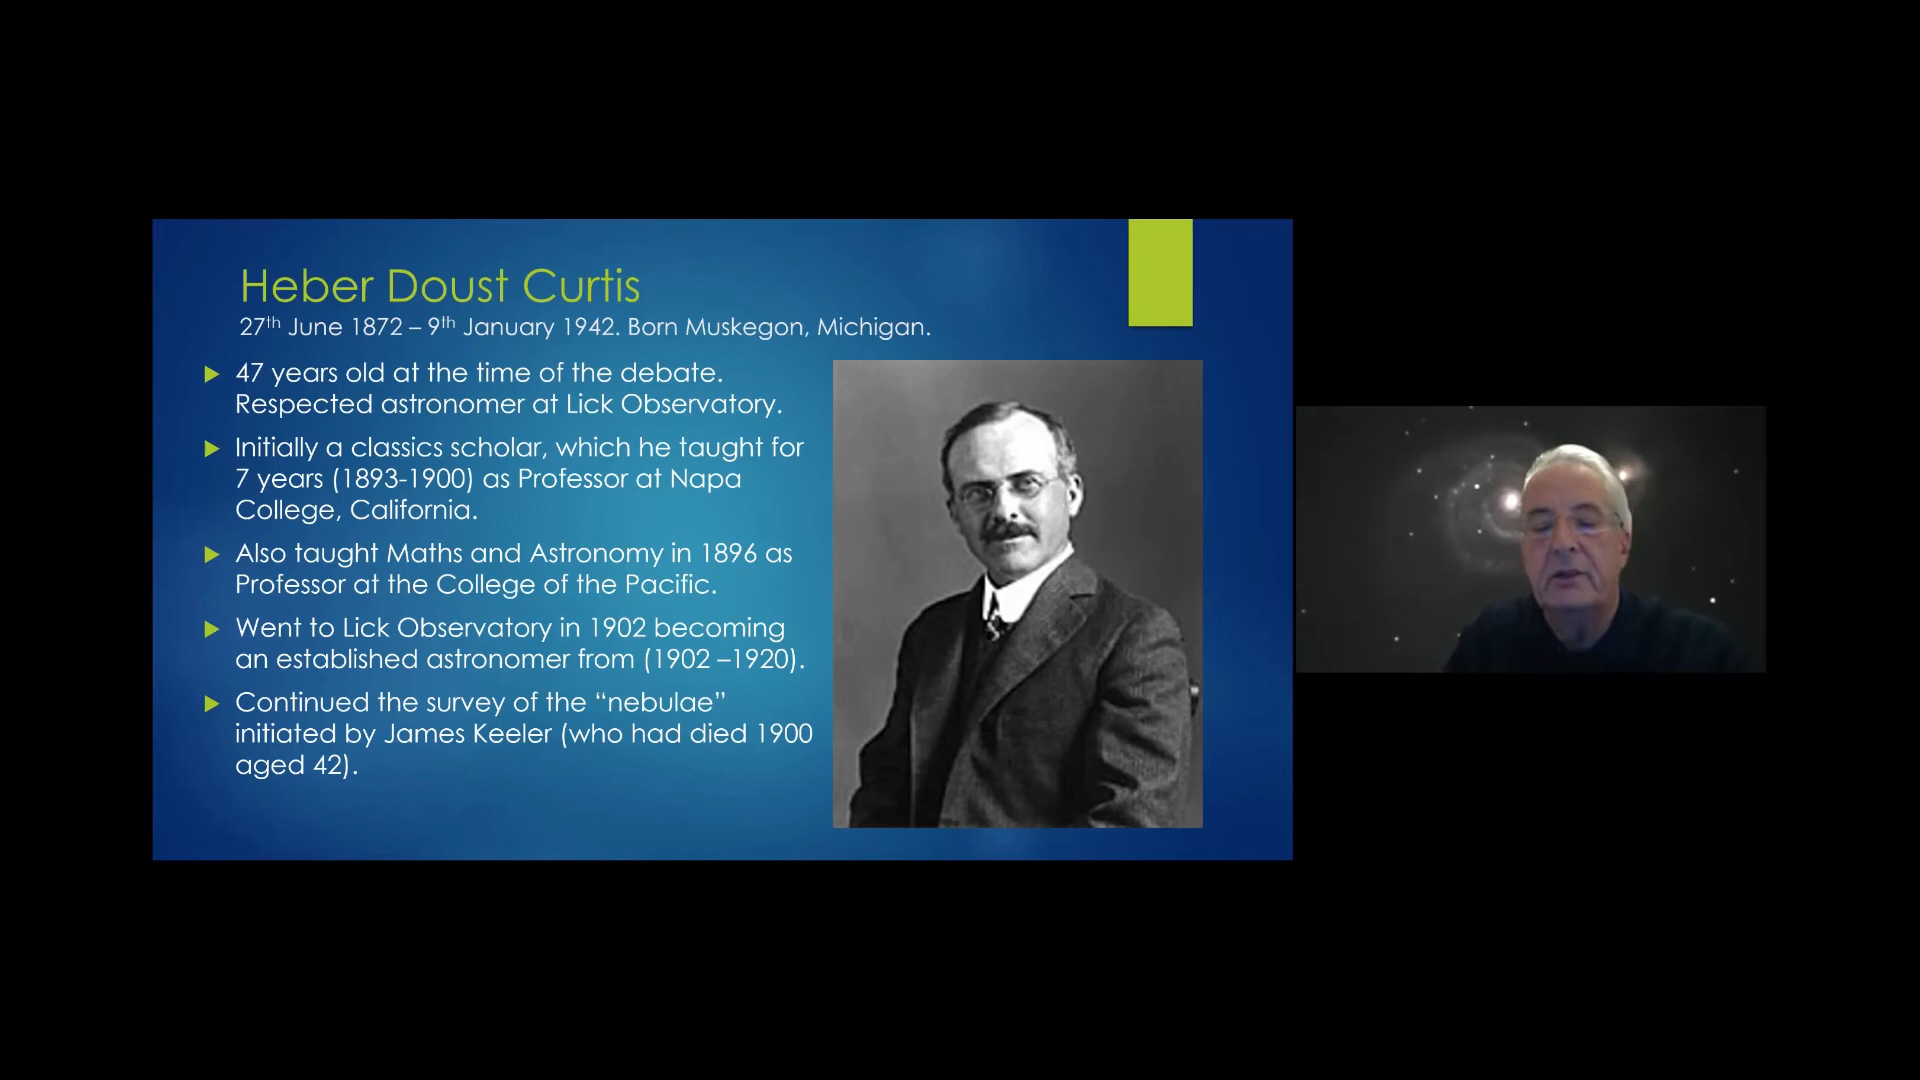 Heber Doust Curtis
27th June 1872 – 9th January 1942. Born Muskegon, Michigan.
47 years old at the time of the debate.
Respected astronomer at Lick Observatory.
Initially a classics scholar, which he taught for
7 years (1893-1900) as Professor at Napa
College, California.
Also taught Maths and Astronomy in 1896 as
Professor at the College of the Pacific.
Went to Lick Observatory in 1902 becoming
an established astronomer from (1902 –1920).
Continued the survey of the “nebulae”
initiated by James Keeler (who had died 1900
aged 42).